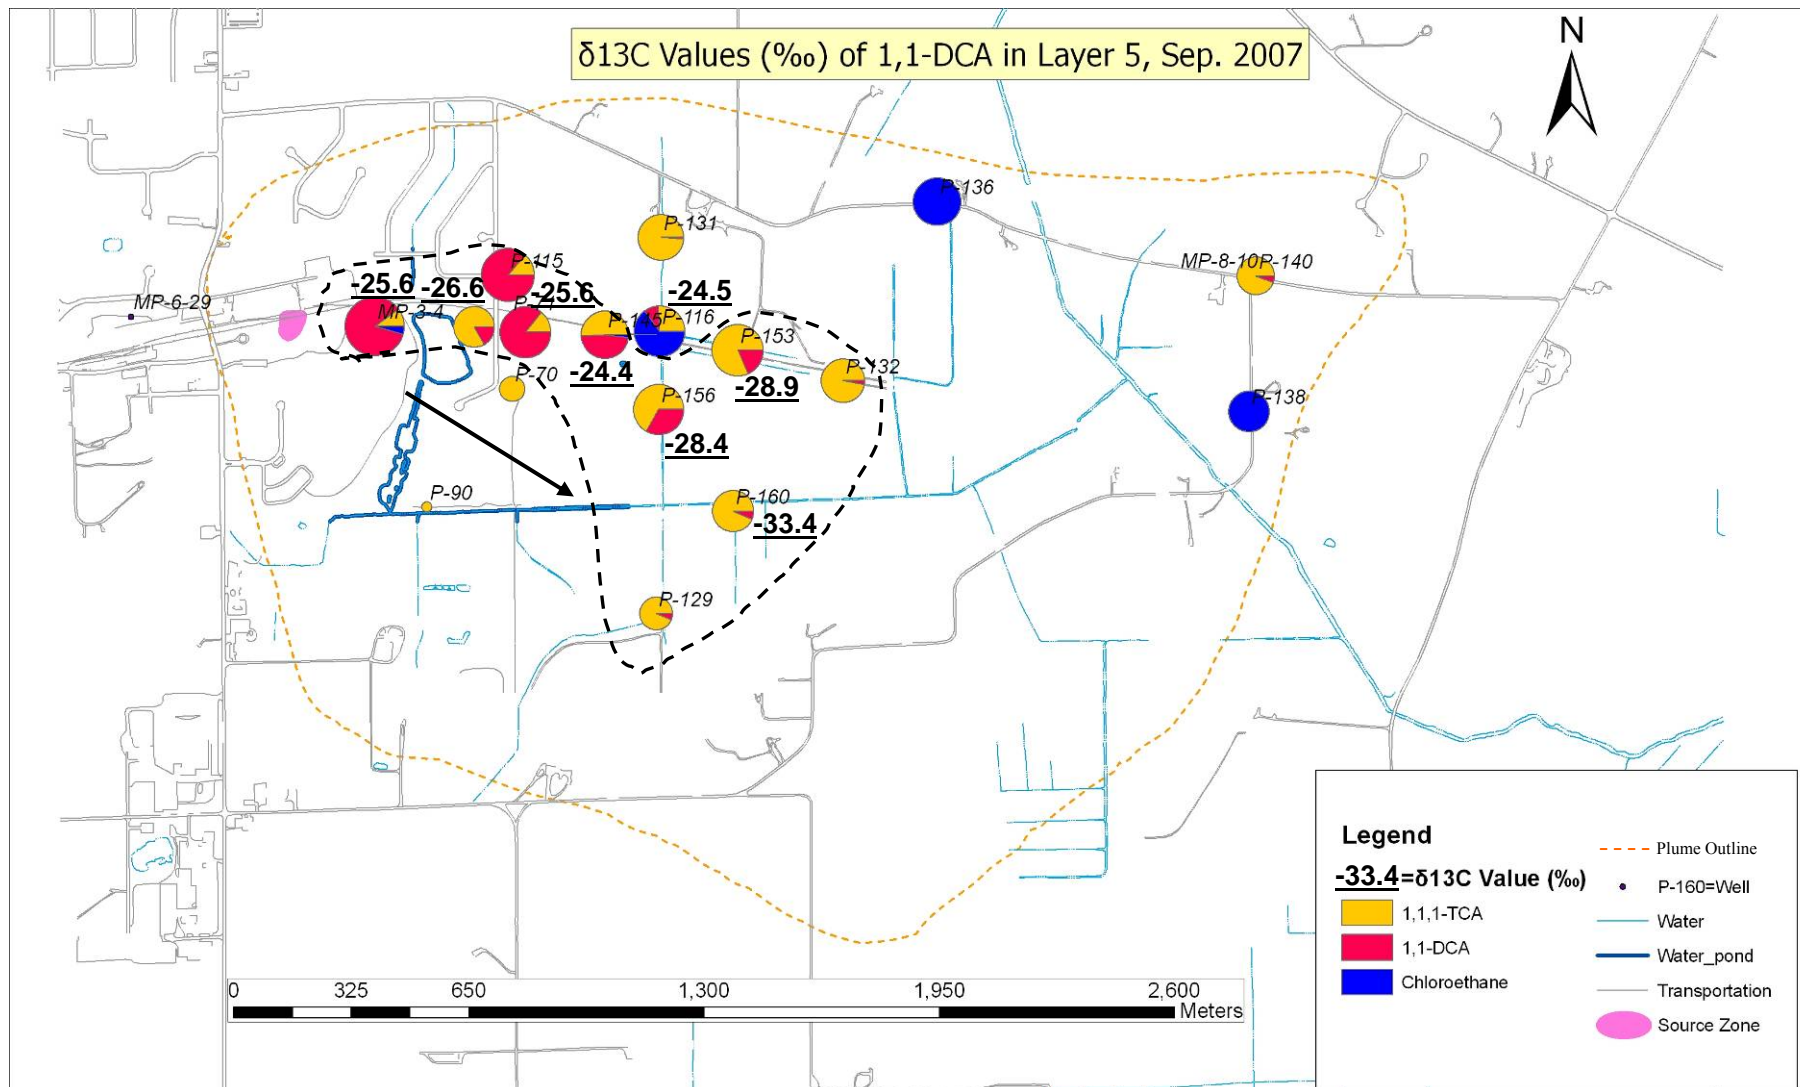 δ13C Values (‰) of 1,1-DCA in Layer 5, Sep. 2007
N
P-136
P-131
MP-8-10P-140
P-115
-25.6
-26.6
-25.6
-24.5
MP-6-29
MP-3-4
P-145
P-116
P-153
P-132
-24.4
P-70
-28.9
P-156
P-138
-28.4
P-90
P-160
-33.4
P-129
Legend
-33.4=δ13C Value (‰)
1,1,1-TCA
1,1-DCA
Chloroethane
Plume Outline
P-160=Well
Water
Water_pond
Transportation
Source Zone
0 325 650 1,300 1,950 2,600
Meters